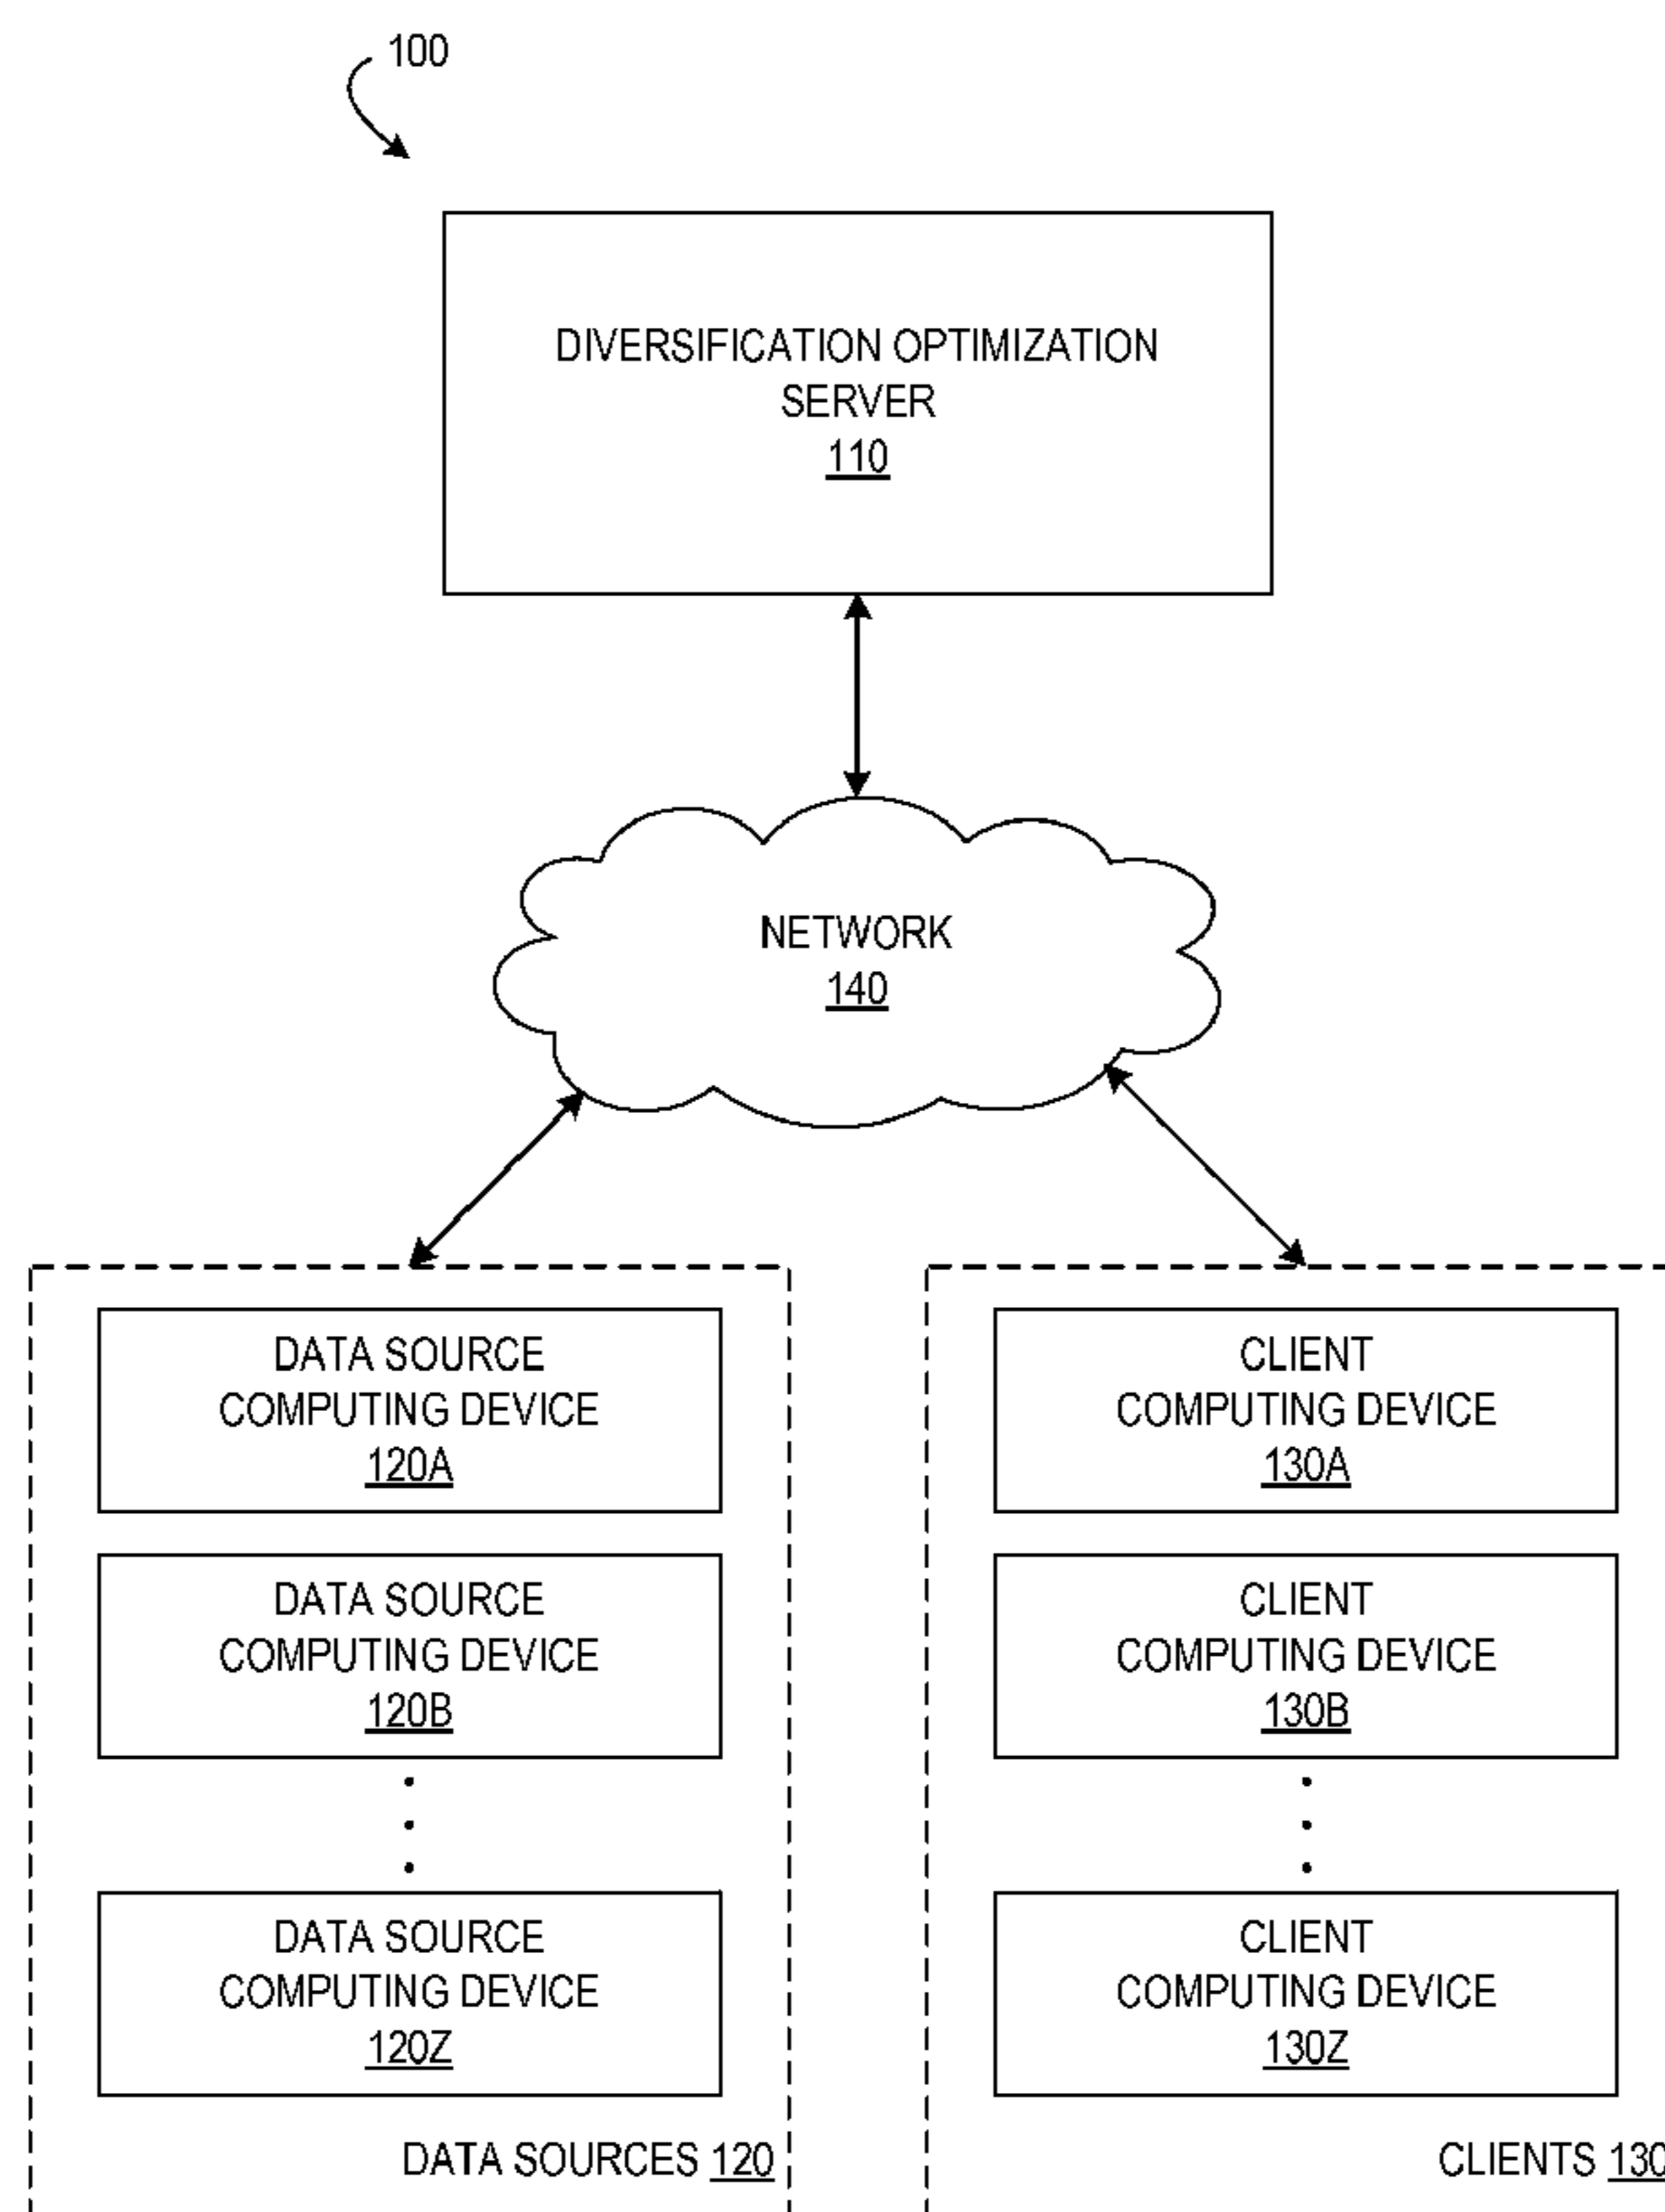 100
DIVERSIFICATION OPTIMIZATION
SERVER
110
NETWORK
140
DATA SOURCE
COMPUTING DEVICE
120A
DATA SOURCE
COMPUTING DEVICE
120B
DATA SOURCE
COMPUTING DEVICE
120Z
DATA SOURCES 120
CLIENT
COMPUTING DEVICE
130A
CLIENT
COMPUTING DEVICE
130B
CLIENT
COMPUTING DEVICE
130Z
CLIENTS 130